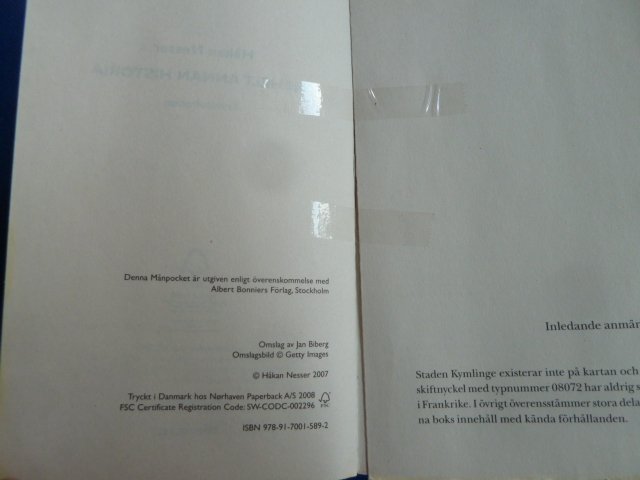 Denna Månpocket är utgiven enligt överenskommelse med
Albert Bonniers Förlag, Stockholm
Omslag av Jan Biberg
Omslagsbild © Getty Images
© Håkan Nesser 2007
Tryckt i Danmark hos Nørhaven Paperback A/S 2008
FSC Certificate Registration Code: SW-CODC-002296
FSC
ISBN 978-91-7001-589-2
Inledande anmär
Staden Kymlinge existerar inte på kartan och
skiftnyckel med typnummer 08072 har aldrig s
i Frankrike. I övrigt överensstämmer stora dela
na boks innehåll med kända förhållanden.